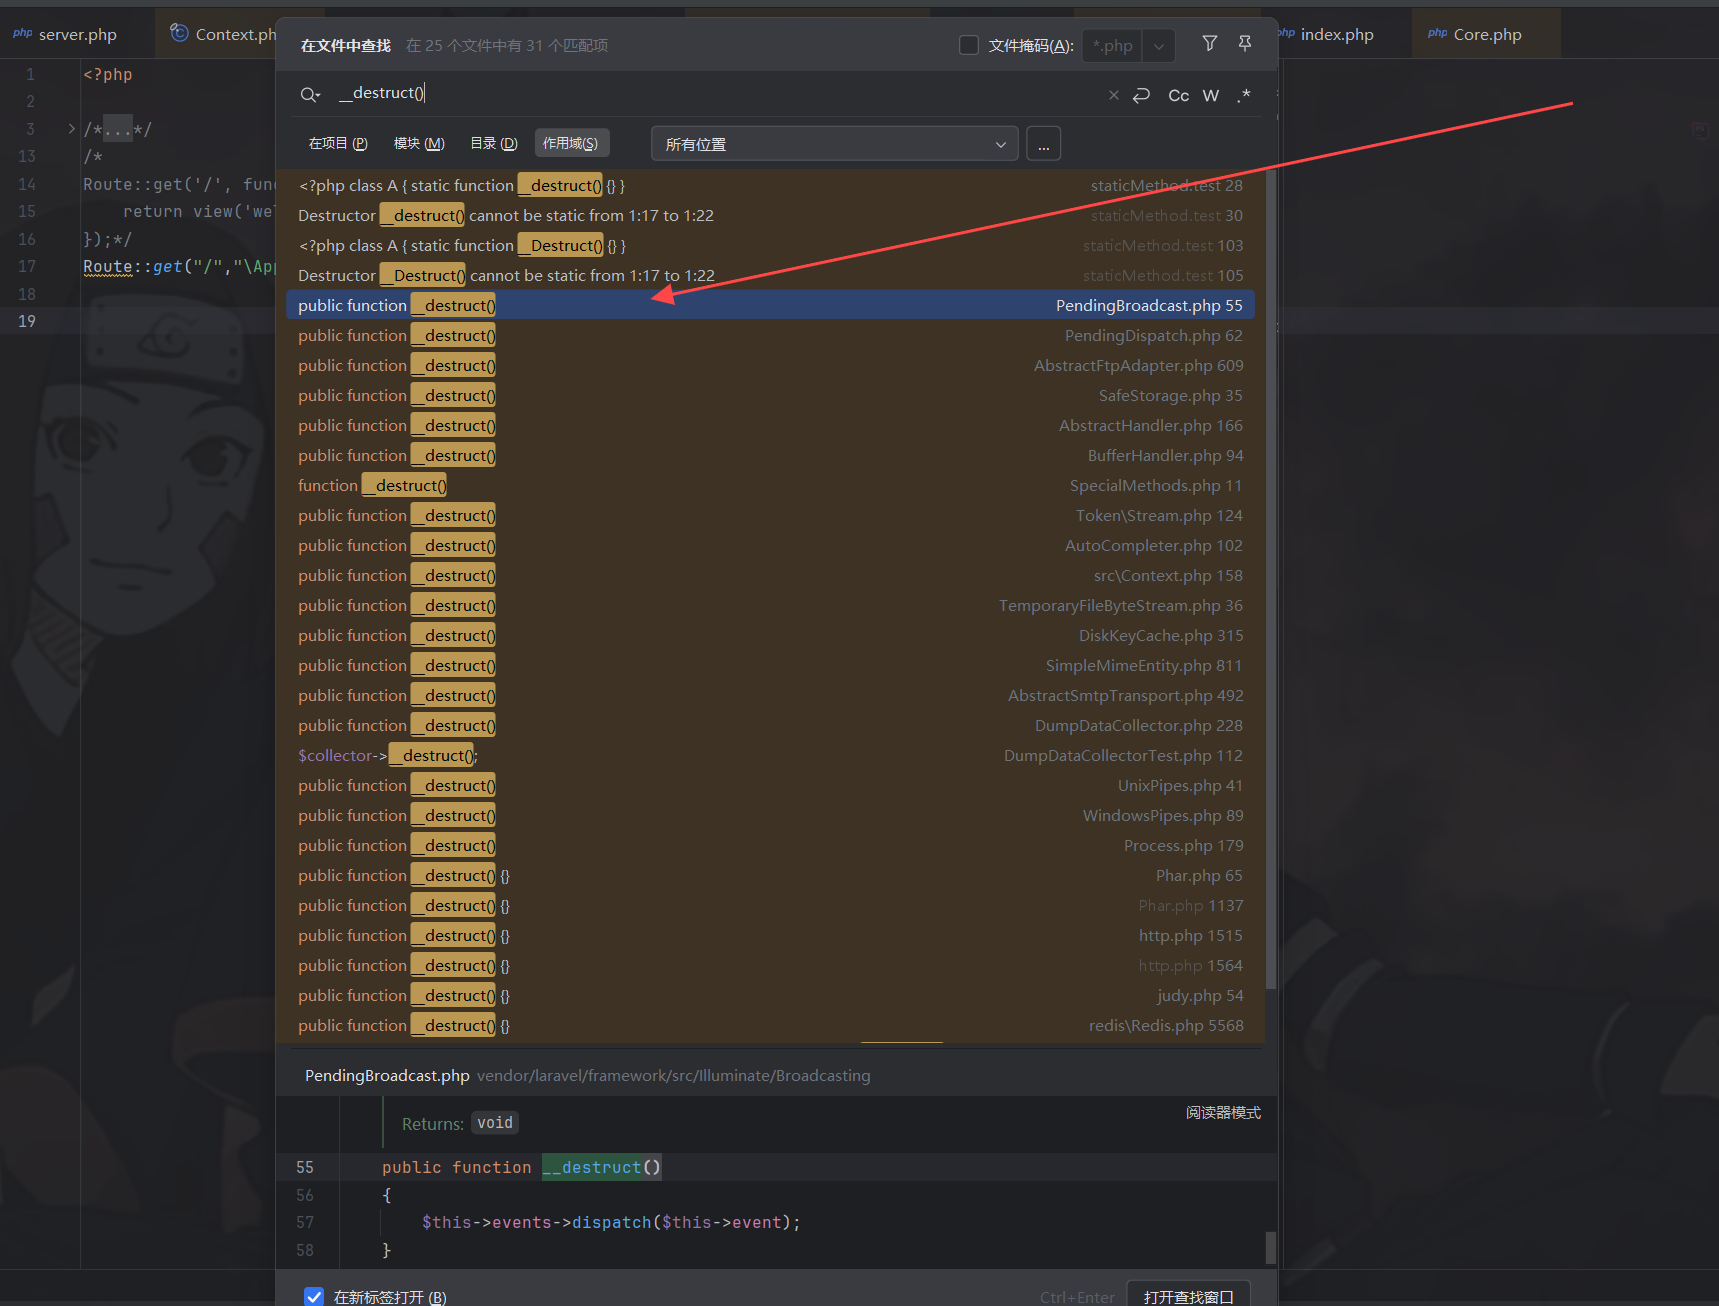 php server.php
Context.ph
php index.php
php Core.php
1 <?php
2
3 /*...*/
13 /*
14 Route::get('/', fun
15 return view('we
16 });*/
17 Route::get("/","\Ap
18
19
在文件中查找 在 25 个文件中有 31 个匹配项
文件掩码(A): *.php
__destruct()
Cc W .*
在项目 (P) 模块 (M) 目录 (D) 作用域(S) 所有位置 ...
<?php class A { static function __destruct() {} } staticMethod.test 28
Destructor __destruct() cannot be static from 1:17 to 1:22 staticMethod.test 30
<?php class A { static function __Destruct() {} } staticMethod.test 103
Destructor __Destruct() cannot be static from 1:17 to 1:22 staticMethod.test 105
public function __destruct() PendingBroadcast.php 55
public function __destruct() PendingDispatch.php 62
public function __destruct() AbstractFtpAdapter.php 609
public function __destruct() SafeStorage.php 35
public function __destruct() AbstractHandler.php 166
public function __destruct() BufferHandler.php 94
function __destruct() SpecialMethods.php 11
public function __destruct() Token\Stream.php 124
public function __destruct() AutoCompleter.php 102
public function __destruct() src\Context.php 158
public function __destruct() TemporaryFileByteStream.php 36
public function __destruct() DiskKeyCache.php 315
public function __destruct() SimpleMimeEntity.php 811
public function __destruct() AbstractSmtpTransport.php 492
public function __destruct() DumpDataCollector.php 228
$collector->__destruct(); DumpDataCollectorTest.php 112
public function __destruct() UnixPipes.php 41
public function __destruct() WindowsPipes.php 89
public function __destruct() Process.php 179
public function __destruct() {} Phar.php 65
public function __destruct() {} Phar.php 1137
public function __destruct() {} http.php 1515
public function __destruct() {} http.php 1564
public function __destruct() {} judy.php 54
public function __destruct() {} redis\Redis.php 5568
PendingBroadcast.php vendor/laravel/framework/src/Illuminate/Broadcasting
阅读器模式
Returns: void
55 public function __destruct()
56 {
57 $this->events->dispatch($this->event);
58 }
在新标签打开 (B) Ctrl+Enter 打开查找窗口